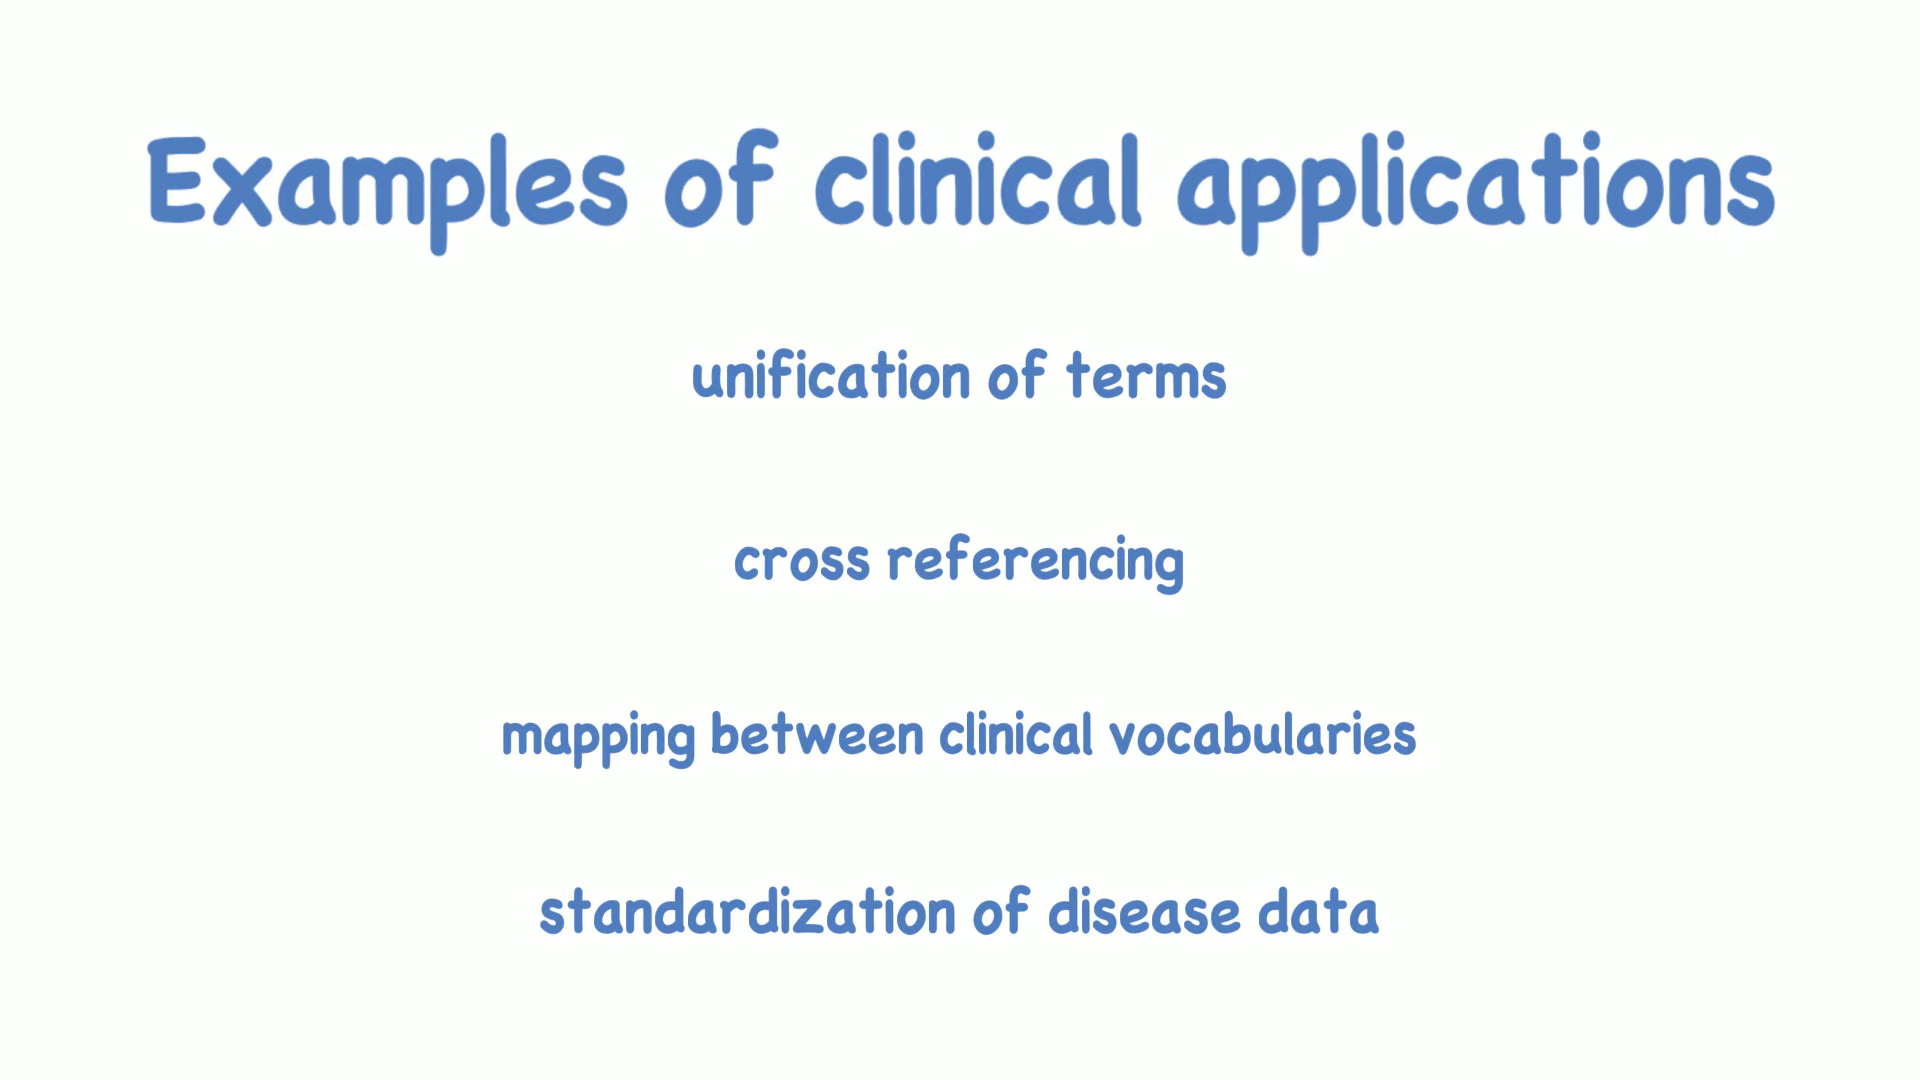 Examples of clinical applications
unification of terms
cross referencing
mapping between clinical vocabularies
standardization of disease data